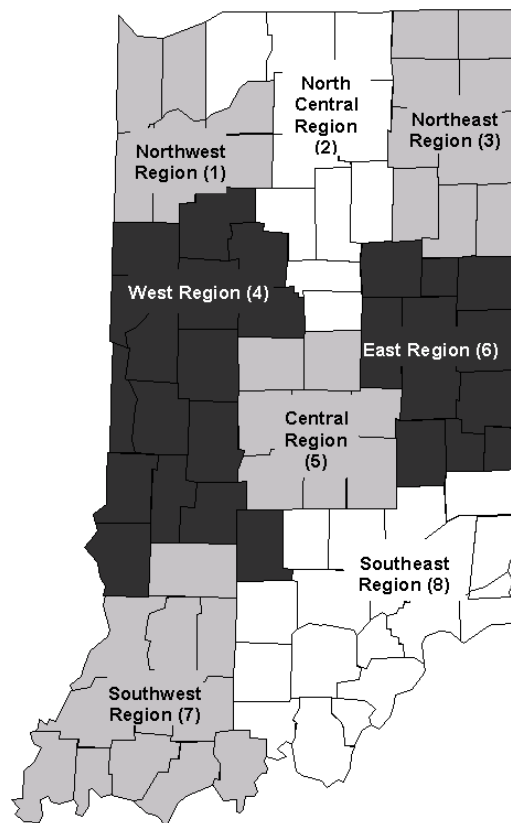 North
Central
Region
(2)
Northeast
Region (3)
Northwest
Region (1)
West Region (4)
East Region (6)
Central
Region
(5)
Southeast
Region (8)
Southwest
Region (7)